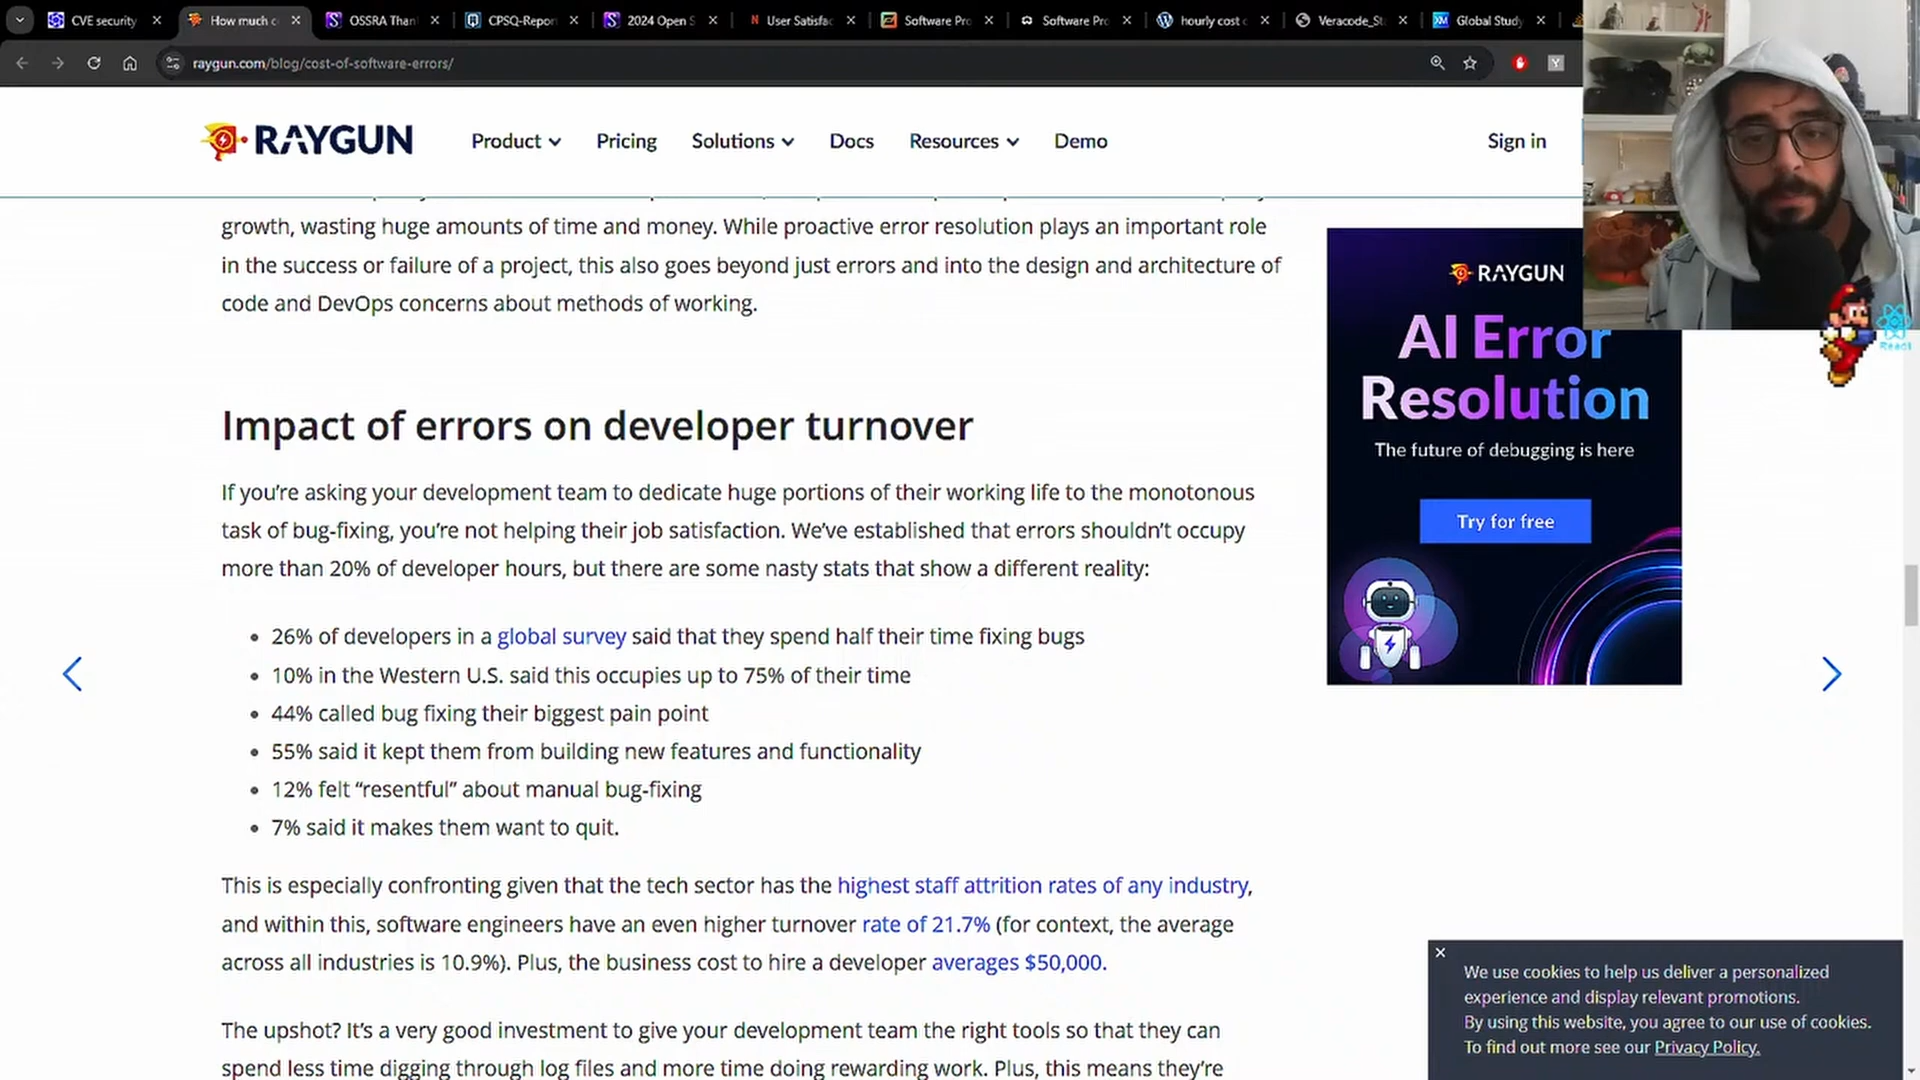 CVE security
How much c
OSSRA Than
CPSQ-Repor
2024 Open S
User Satisfac
Software Pro
Software Pro
hourly cost c
Veracode_St
Global Study
raygun.com/blog/cost-of-software-errors/
RAYGUN
Product
Pricing
Solutions
Docs
Resources
Demo
Sign in
growth, wasting huge amounts of time and money. While proactive error resolution plays an important role
in the success or failure of a project, this also goes beyond just errors and into the design and architecture of
code and DevOps concerns about methods of working.
Impact of errors on developer turnover
If you’re asking your development team to dedicate huge portions of their working life to the monotonous
task of bug-fixing, you’re not helping their job satisfaction. We’ve established that errors shouldn’t occupy
more than 20% of developer hours, but there are some nasty stats that show a different reality:
• 26% of developers in a global survey said that they spend half their time fixing bugs
• 10% in the Western U.S. said this occupies up to 75% of their time
• 44% called bug fixing their biggest pain point
• 55% said it kept them from building new features and functionality
• 12% felt “resentful” about manual bug-fixing
• 7% said it makes them want to quit.
This is especially confronting given that the tech sector has the highest staff attrition rates of any industry,
and within this, software engineers have an even higher turnover rate of 21.7% (for context, the average
across all industries is 10.9%). Plus, the business cost to hire a developer averages $50,000.
The upshot? It’s a very good investment to give your development team the right tools so that they can
spend less time digging through log files and more time doing rewarding work. Plus, this means they’re
RAYGUN
AI Error
Resolution
The future of debugging is here
Try for free
React
We use cookies to help us deliver a personalized
experience and display relevant promotions.
By using this website, you agree to our use of cookies.
To find out more see our Privacy Policy.